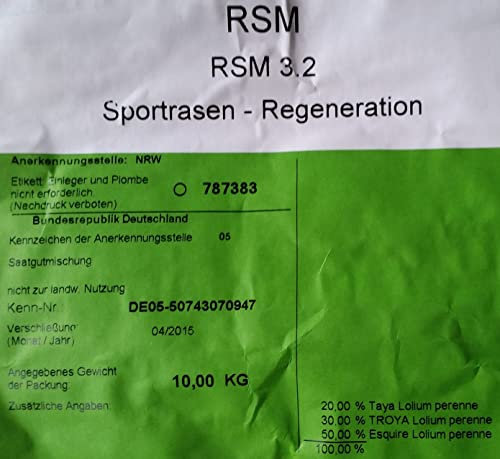 RSM
RSM 3.2
Sportrasen - Regeneration
Anerkennungsstelle: NRW
Etikett, Einleger und Plombe
nicht erforderlich.
(Nachdruck verboten)
O 787383
Bundesrepublik Deutschland
Kennzeichen der Anerkennungsstelle 05
Saatgutmischung
nicht zur landw. Nutzung
Kenn-Nr.: DE05-50743070947
Verschließung 04/2015
(Monat / Jahr)
Angegebenes Gewicht
der Packung: 10,00 KG
Zusätzliche Angaben:
20,00 % Taya Lolium perenne
30,00 % TROYA Lolium perenne
50,00 % Esquire Lolium perenne
100,00 %